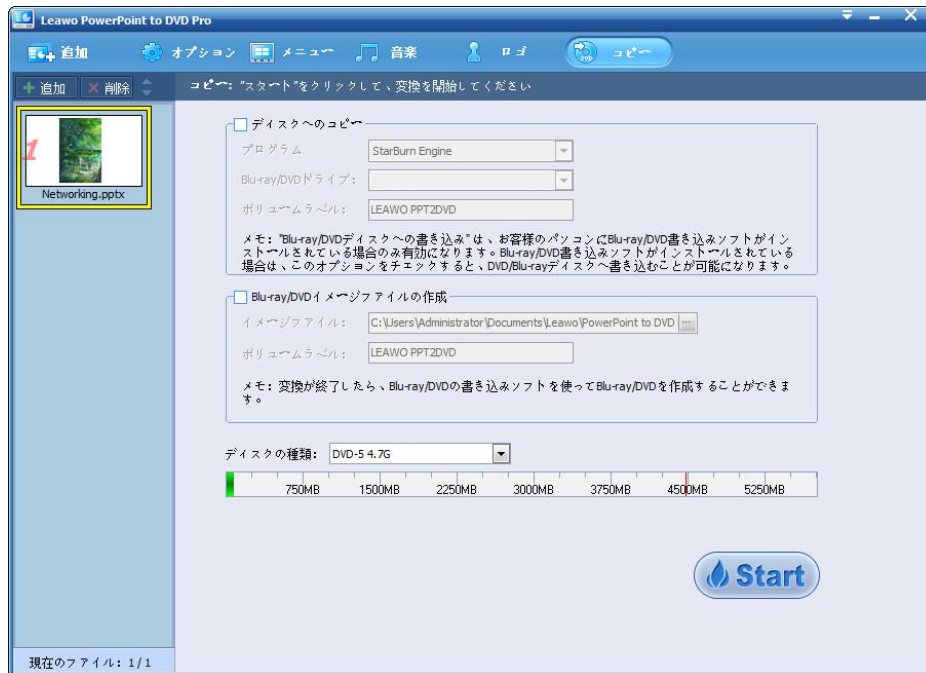 Leawo PowerPoint to DVD Pro
追加 オプション メニュー 音楽 ロゴ コピー
追加 削除 コピー: "スタート"をクリックして、変換を開始してください
1
Networking.pptx
ディスクへのコピー
プログラム StarBurn Engine
Blu-ray/DVDドライブ:
ボリュームラベル: LEAWO PPT2DVD
メモ: "Blu-ray/DVDディスクへの書き込み"は、お客様のパソコンにBlu-ray/DVD書き込みソフトがイン
ストールされている場合のみ有効になります。Blu-ray/DVD書き込みソフトがインストールされている
場合は、このオプションをチェックすると、DVD/Blu-rayディスクへ書き込むことが可能になります。
Blu-ray/DVDイメージファイルの作成
イメージファイル: C:\Users\Administrator\Documents\Leawo\PowerPoint to DVD ...
ボリュームラベル: LEAWO PPT2DVD
メモ: 変換が終了したら、Blu-ray/DVDの書き込みソフトを使ってBlu-ray/DVDを作成することができま
す。
ディスクの種類: DVD-5 4.7G
750MB 1500MB 2250MB 3000MB 3750MB 4500MB 5250MB
Start
現在のファイル: 1/1